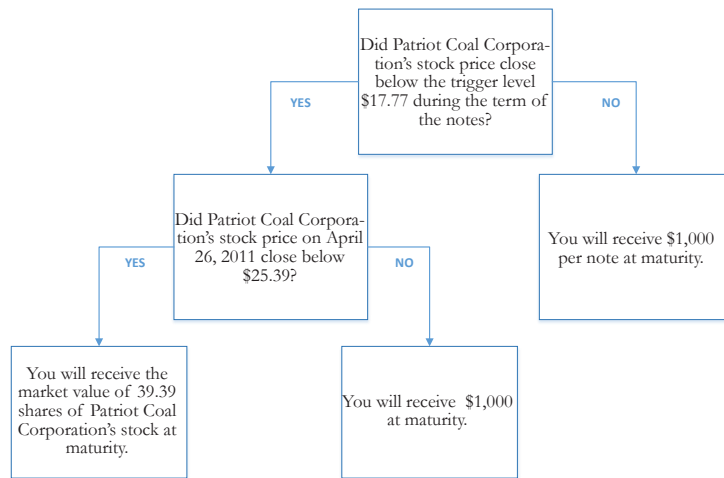 Did Patriot Coal Corpora-
tion's stock price close
below the trigger level
$17.77 during the term of
the notes?
YES
NO
Did Patriot Coal Corpora-
tion's stock price on April
26, 2011 close below
$25.39?
You will receive $1,000
per note at maturity.
YES
NO
You will receive the
market value of 39.39
shares of Patriot Coal
Corporation's stock at
maturity.
You will receive $1,000
at maturity.